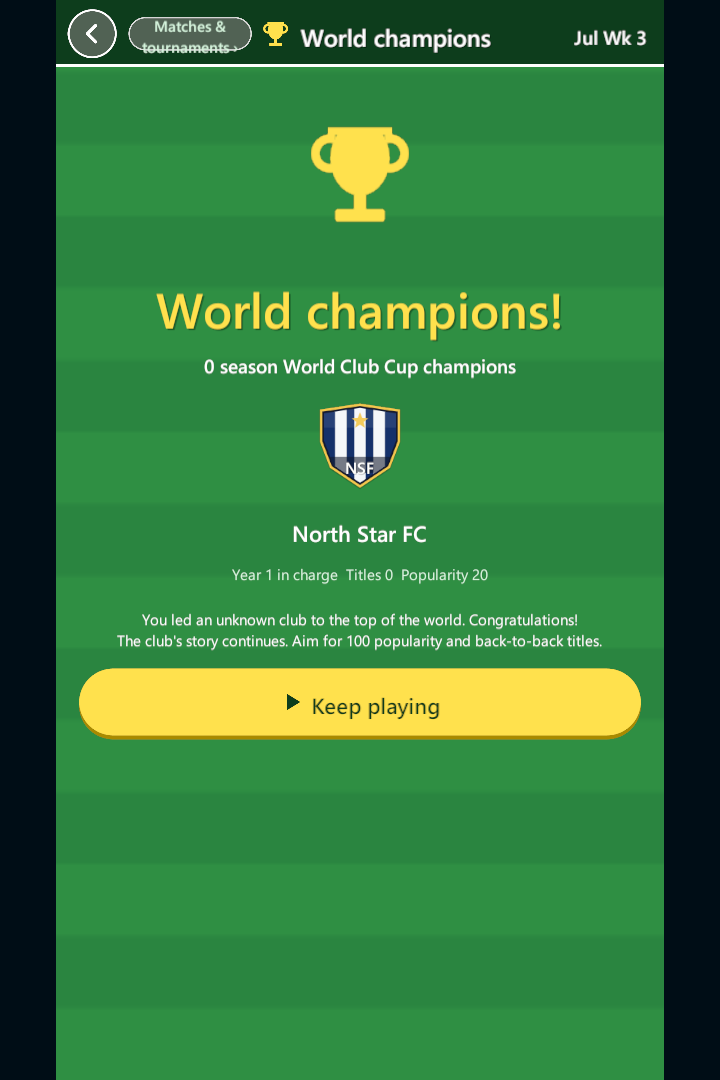 Matches &
tournaments ›
World champions
Jul Wk 3
World champions!
0 season World Club Cup champions
NSF
North Star FC
Year 1 in charge  Titles 0  Popularity 20
You led an unknown club to the top of the world. Congratulations!
The club's story continues. Aim for 100 popularity and back-to-back titles.
Keep playing